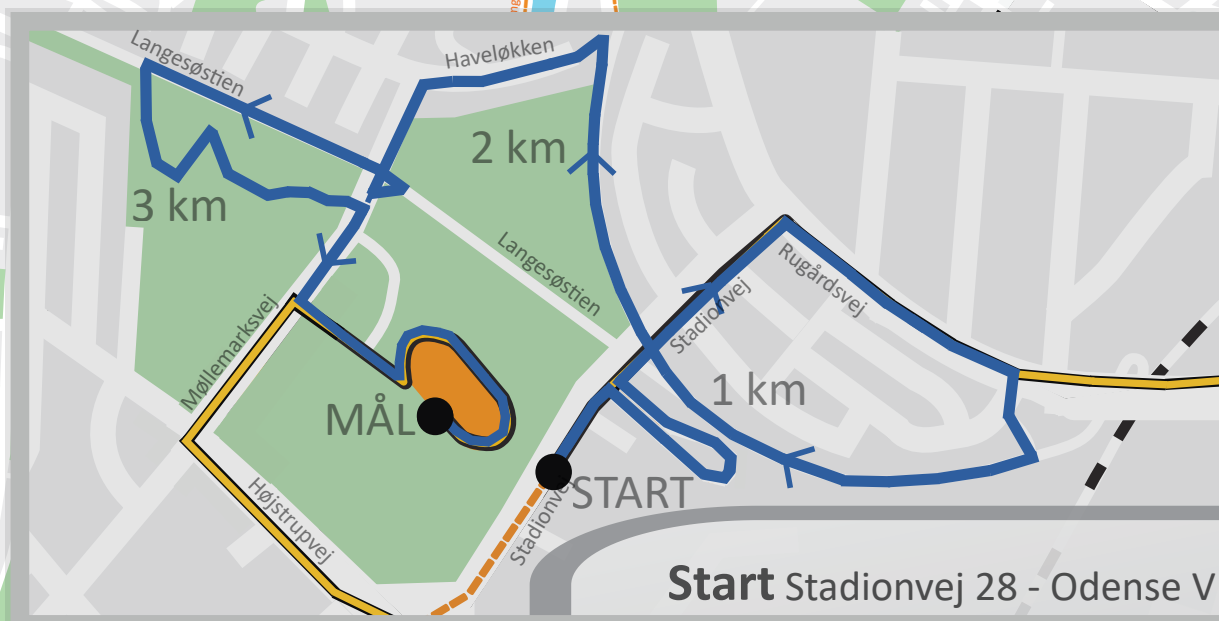 Langesøstien
Haveløkken
2 km
3 km
Langesøstien
Rugårdsvej
Stadionvej
Møllemarksvej
1 km
MÅL
START
Højstrupvej
Stadionvej
Start Stadionvej 28 - Odense V